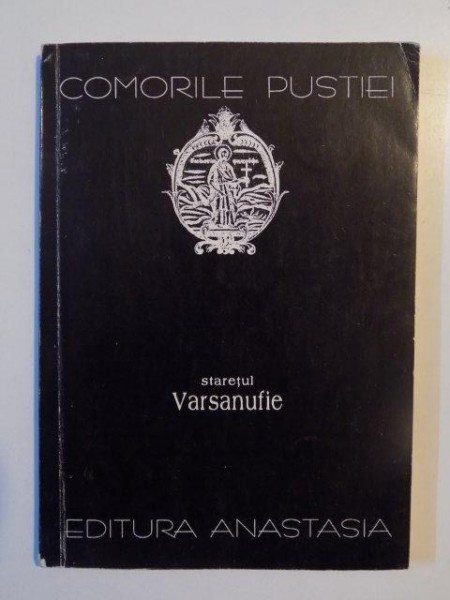 COMORILE PUSTIEI
starețul
Varsanufie
EDITURA ANASTASIA